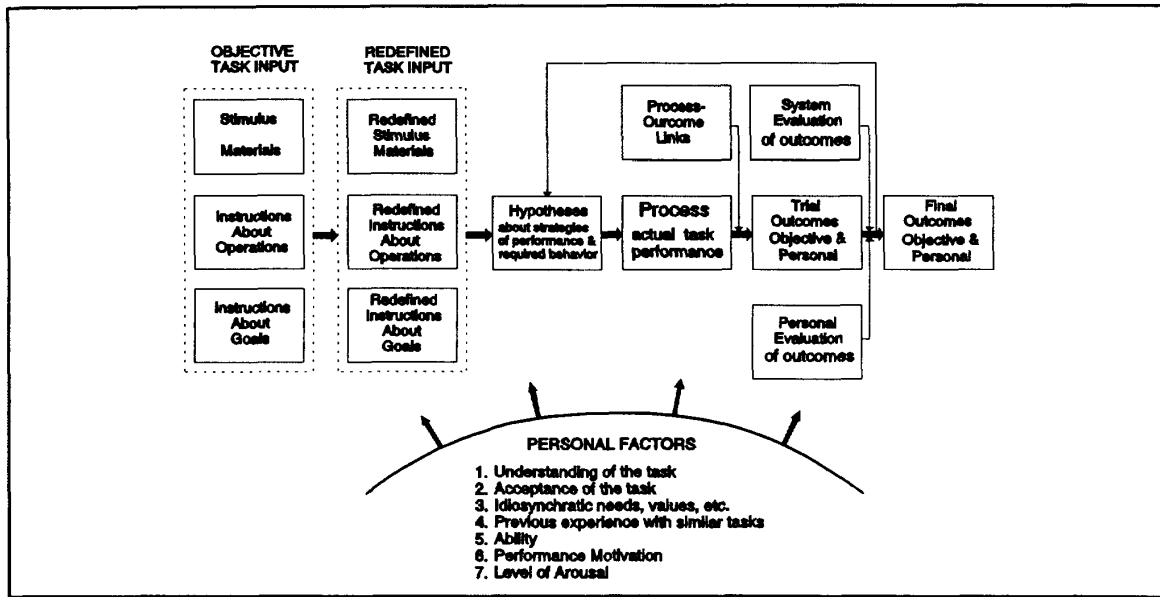 OBJECTIVE
TASK INPUT
Stimulus
Materials
Instructions
About
Operations
Instructions
About
Goals
REDEFINED
TASK INPUT
Redefined
Stimulus
Materials
Redefined
Instructions
About
Operations
Redefined
Instructions
About
Goals
Hypotheses
about strategies
of performance &
required behavior
Process-
Ourcome
Links
Process
actual task
performance
System
Evaluation
of outcomes
Trial
Outcomes
Objective &
Personal
Personal
Evaluation
of outcomes
Final
Outcomes
Objective &
Personal
PERSONAL FACTORS
1. Understanding of the task
2. Acceptance of the task
3. Idiosynchratic needs, values, etc.
4. Previous experience with similar tasks
5. Ability
6. Performance Motivation
7. Level of Arousal